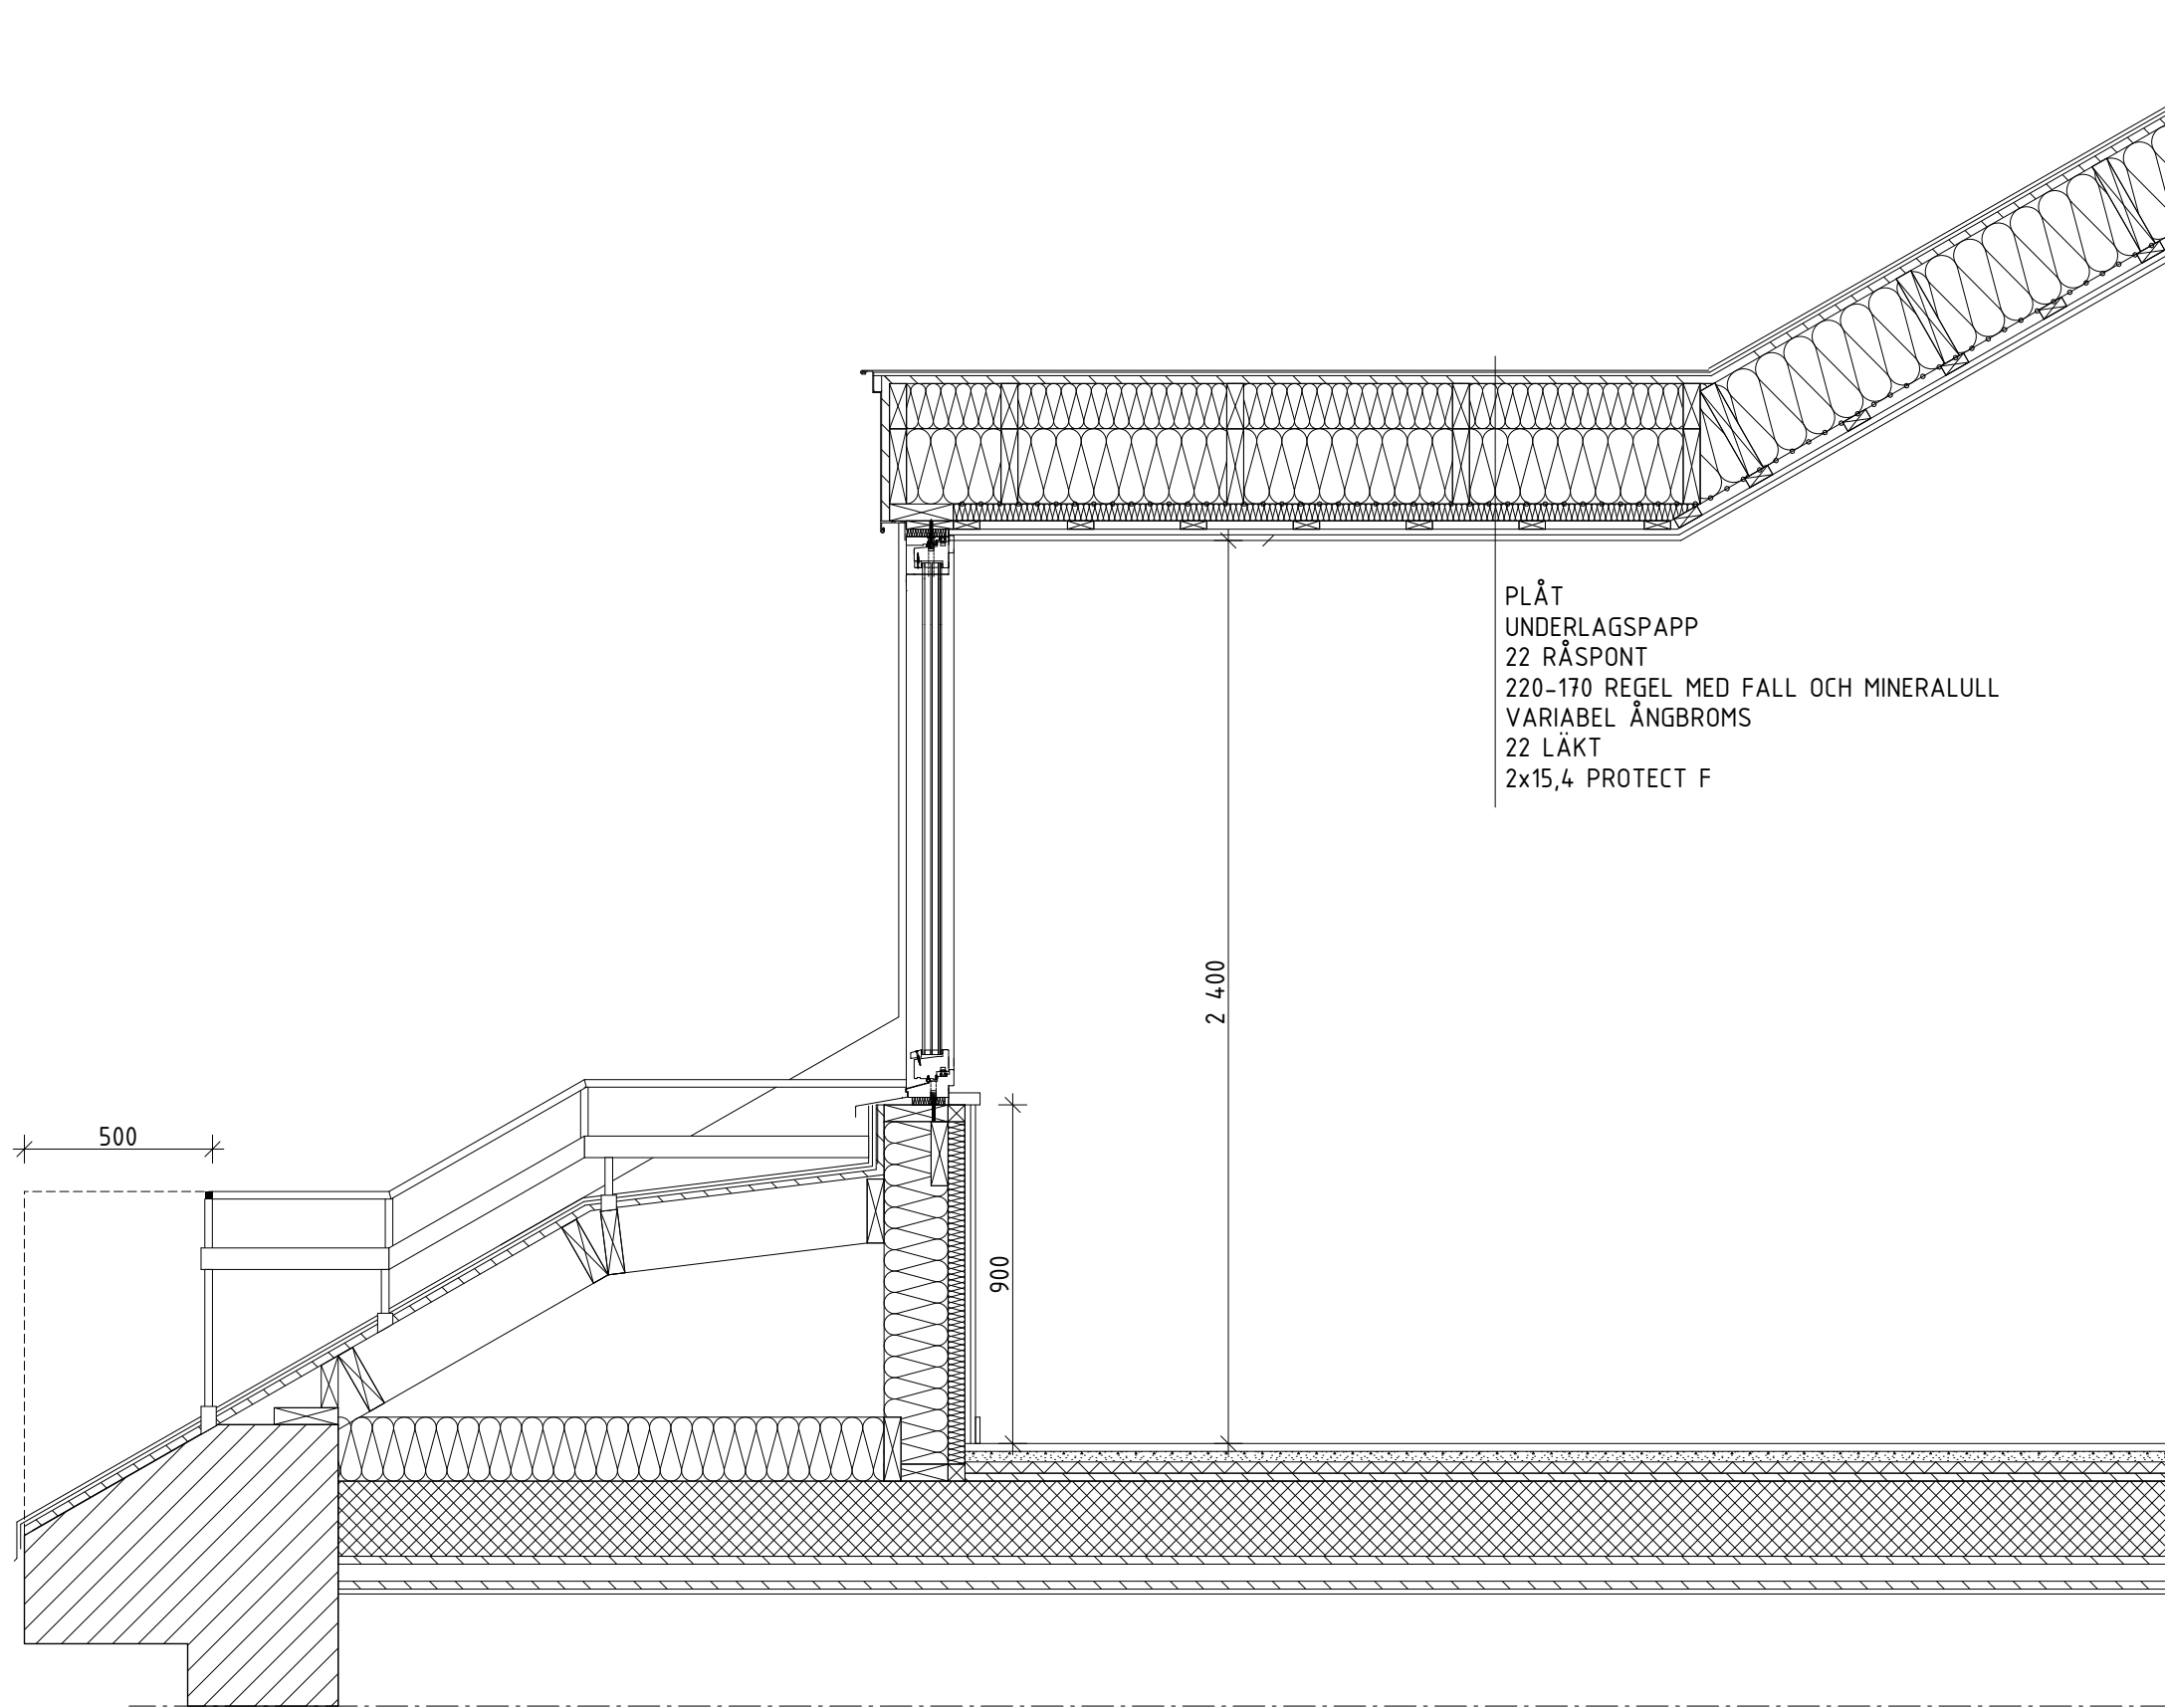 PLÅT
UNDERLAGSPAPP
22 RÅSPONT
220-170 REGEL MED FALL OCH MINERALULL
VARIABEL ÅNGBROMS
22 LÄKT
2x15,4 PROTECT F
2 400
500
900